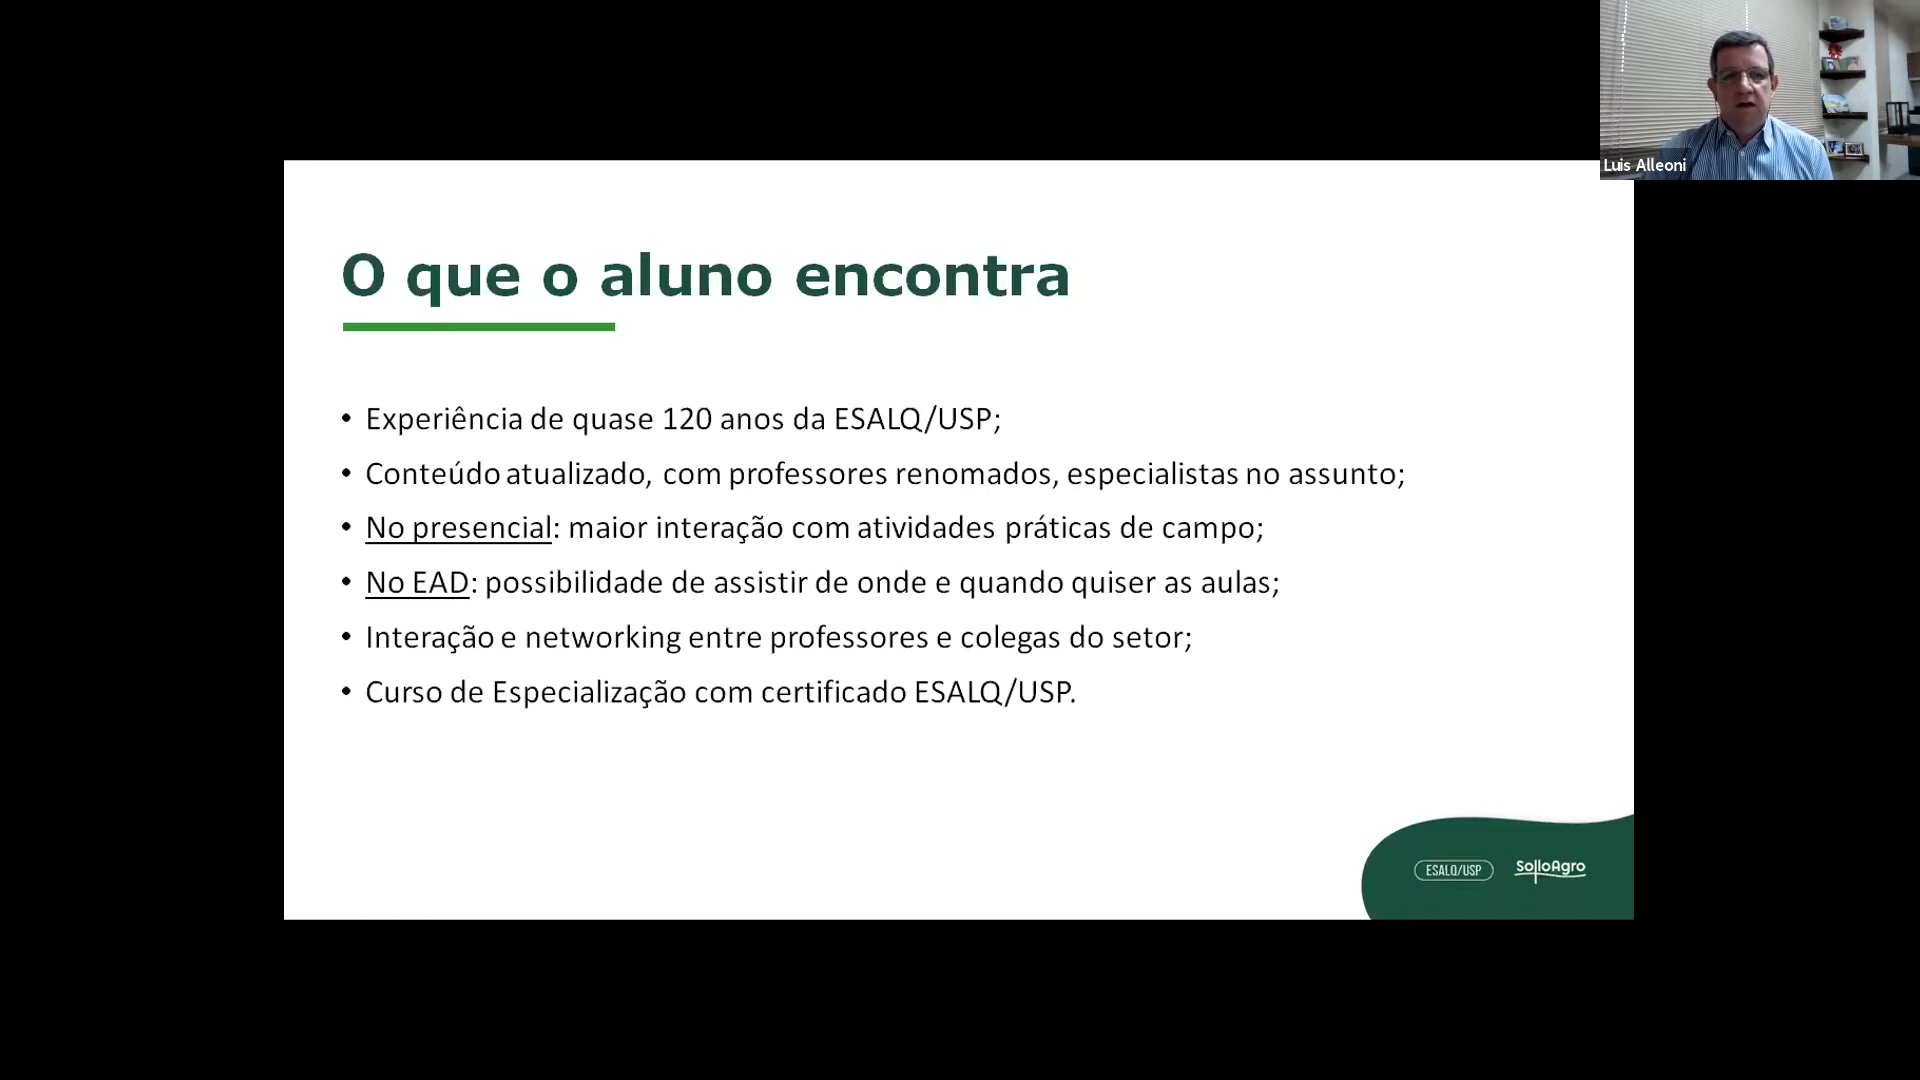 Luis Alleoni
O que o aluno encontra
• Experiência de quase 120 anos da ESALQ/USP;
• Conteúdo atualizado, com professores renomados, especialistas no assunto;
• No presencial: maior interação com atividades práticas de campo;
• No EAD: possibilidade de assistir de onde e quando quiser as aulas;
• Interação e networking entre professores e colegas do setor;
• Curso de Especialização com certificado ESALQ/USP.
ESALQ/USP
SolloAgro